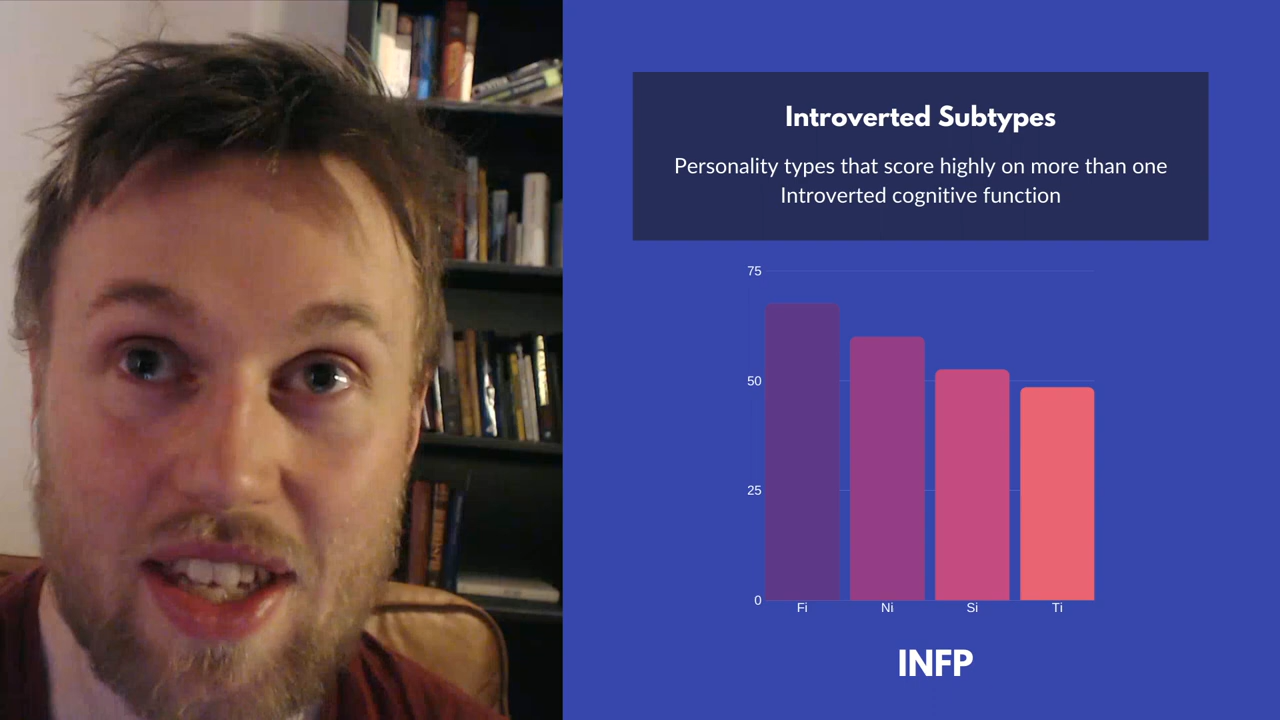 Introverted Subtypes
Personality types that score highly on more than one
Introverted cognitive function
75
50
25
0
Fi Ni Si Ti
INFP